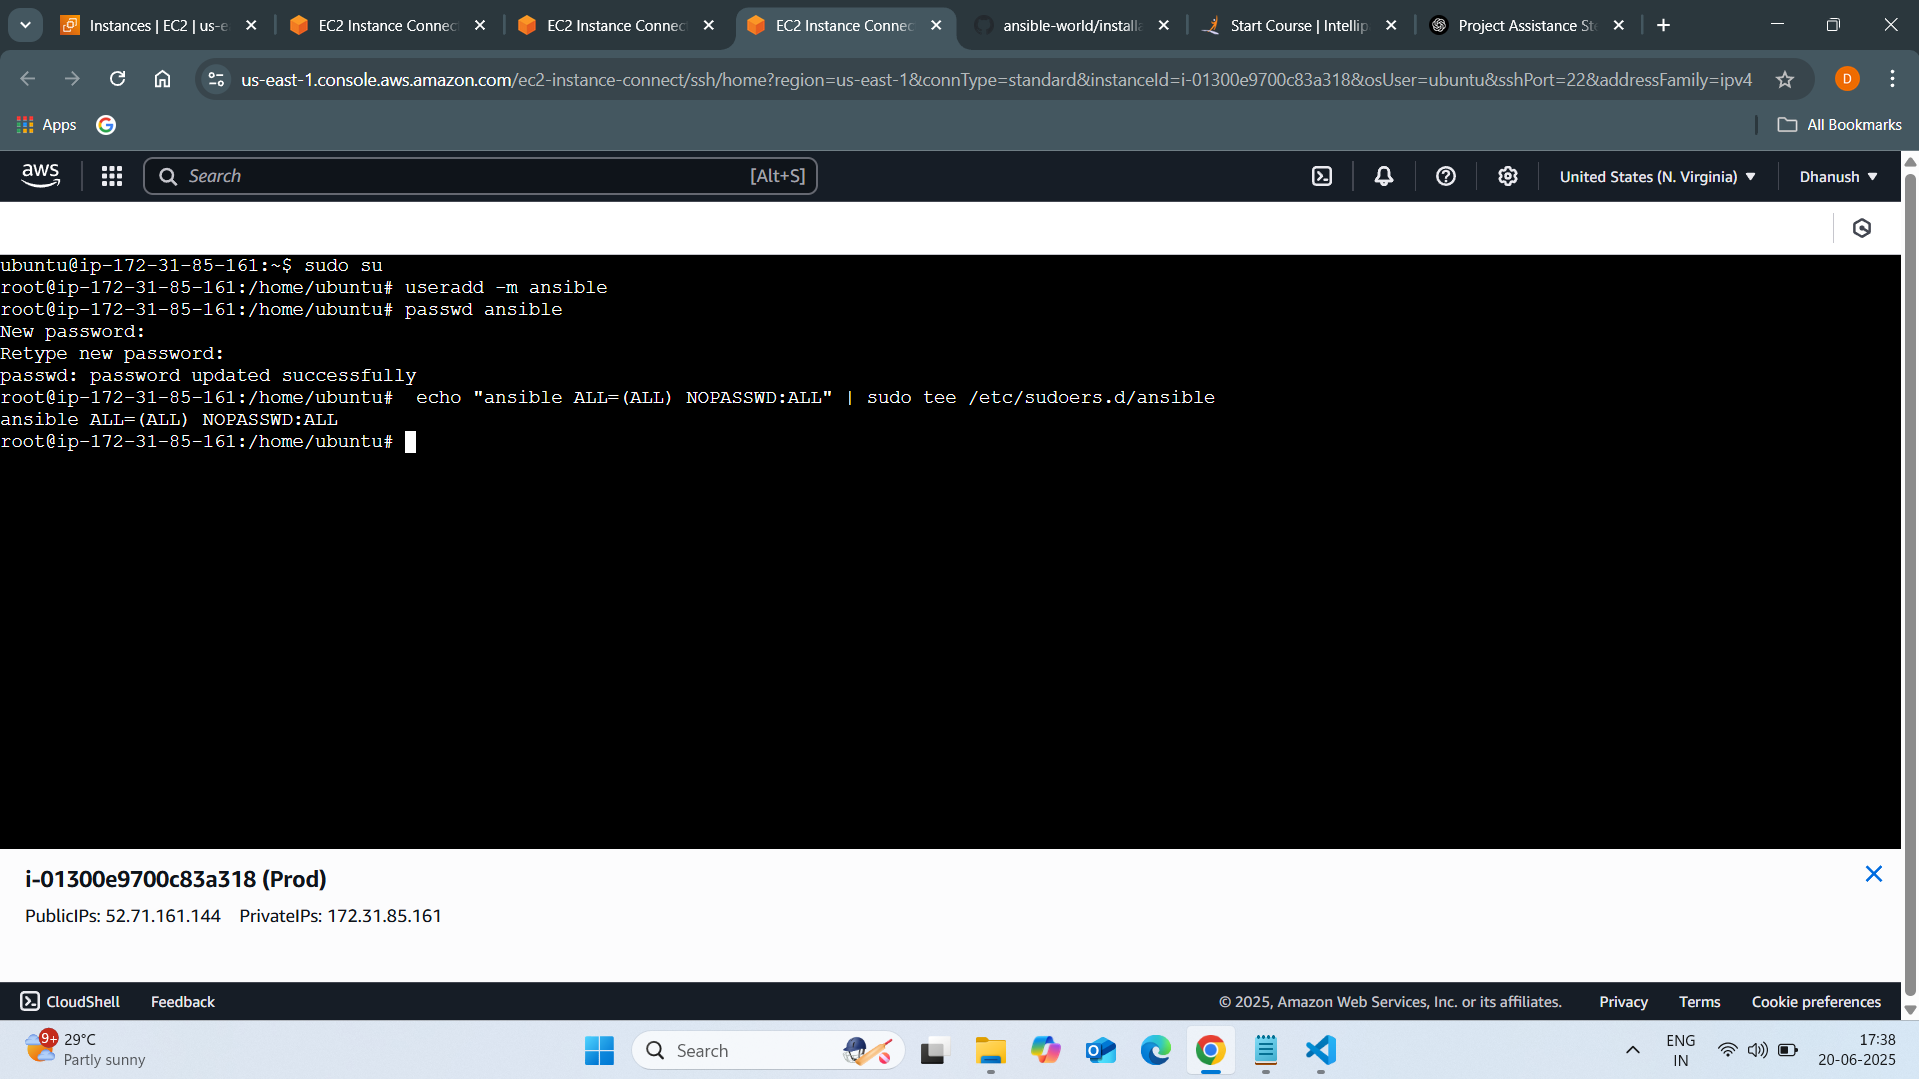 Instances | EC2 | us-e
EC2 Instance Connec
EC2 Instance Connec
EC2 Instance Connec
ansible-world/install
Start Course | Intellip
Project Assistance Ste
us-east-1.console.aws.amazon.com/ec2-instance-connect/ssh/home?region=us-east-1&connType=standard&instanceId=i-01300e9700c83a318&osUser=ubuntu&sshPort=22&addressFamily=ipv4
D
Apps
All Bookmarks
aws
Search
[Alt+S]
United States (N. Virginia)
Dhanush
ubuntu@ip-172-31-85-161:~$ sudo su
root@ip-172-31-85-161:/home/ubuntu# useradd -m ansible
root@ip-172-31-85-161:/home/ubuntu# passwd ansible
New password:
Retype new password:
passwd: password updated successfully
root@ip-172-31-85-161:/home/ubuntu#  echo "ansible ALL=(ALL) NOPASSWD:ALL" | sudo tee /etc/sudoers.d/ansible
ansible ALL=(ALL) NOPASSWD:ALL
root@ip-172-31-85-161:/home/ubuntu#
i-01300e9700c83a318 (Prod)
PublicIPs: 52.71.161.144 PrivateIPs: 172.31.85.161
CloudShell
Feedback
© 2025, Amazon Web Services, Inc. or its affiliates.
Privacy
Terms
Cookie preferences
9+
29°C
Partly sunny
Search
ENG
IN
17:38
20-06-2025